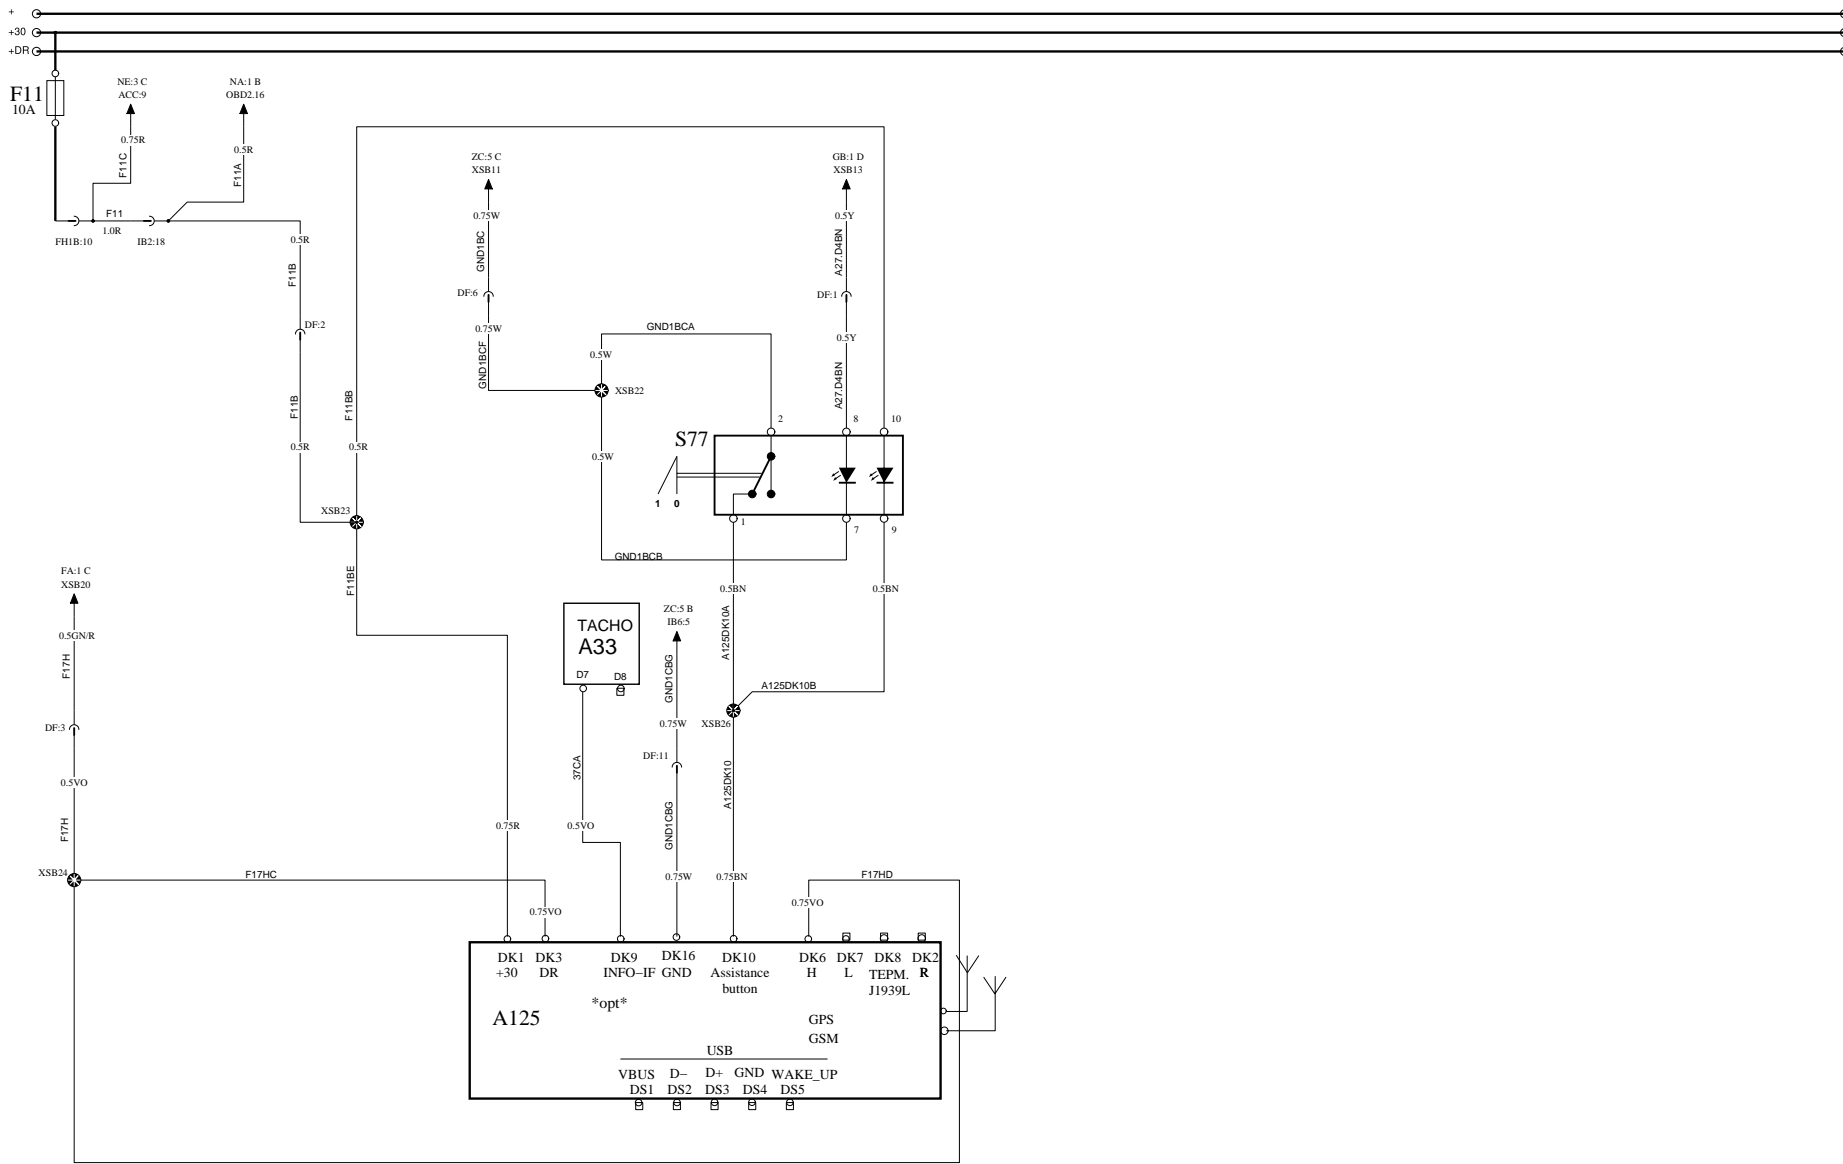 +
+30
+DR
F11
10A
NE:3 C
ACC:9
0.75R
F11C
NA:1 B
OBD2.16
0.5R
F11A
F11
1.0R
FH1B:10
IB2:18
0.5R
F11B
DF:2
F11B
0.5R
F11BB
0.5R
XSB23
F11BE
ZC:5 C
XSB11
0.75W
GND1BC
DF:6
0.75W
GND1BCF
GND1BCA
0.5W
XSB22
0.5W
GB:1 D
XSB13
0.5Y
A27.D4BN
DF:1
0.5Y
A27.D4BN
2
8
10
S77
1 0
1
7
9
GND1BCB
0.5BN
0.5BN
A125DK10A
A125DK10B
XSB26
A125DK10
0.75BN
FA:1 C
XSB20
0.5GN/R
F17H
DF:3
0.5VO
F17H
XSB24
F17HC
0.75VO
0.75R
TACHO
A33
D7
D8
37CA
0.5VO
ZC:5 B
IB6:5
GND1CBG
0.75W
DF:11
GND1CBG
0.75W
F17HD
0.75VO
DK1
+30
DK3
DR
DK9
INFO−IF
DK16
GND
DK10
Assistance
button
DK6
H
DK7
L
DK8
TEPM.
J1939L
DK2
R
*opt*
A125
GPS
GSM
USB
VBUS D− D+ GND WAKE_UP
DS1 DS2 DS3 DS4 DS5